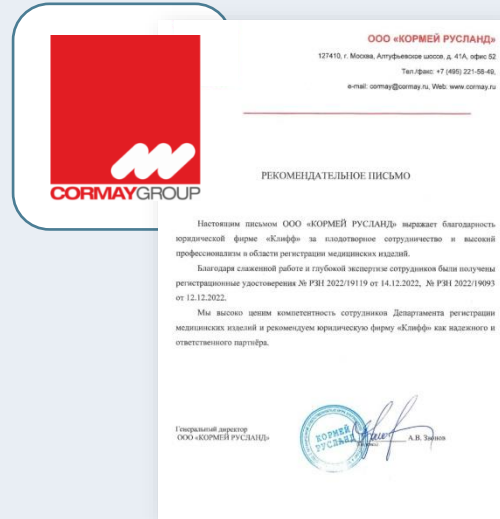 CORMAYGROUP
ООО «КОРМЕЙ РУСЛАНД»
127410, г. Москва, Алтуфьевское шоссе, д. 41А, офис 52
Тел./факс: +7 (495) 221-58-49,
e-mail: cormay@cormay.ru, Web: www.cormay.ru
РЕКОМЕНДАТЕЛЬНОЕ ПИСЬМО
Настоящим письмом ООО «КОРМЕЙ РУСЛАНД» выражает благодарность
юридической фирме «Клифф» за плодотворное сотрудничество и высокий
профессионализм в области регистрации медицинских изделий.
Благодаря слаженной работе и глубокой экспертизе сотрудников были получены
регистрационные удостоверения № РЗН 2022/19119 от 14.12.2022, № РЗН 2022/19093
от 12.12.2022.
Мы высоко ценим компетентность сотрудников Департамента регистрации
медицинских изделий и рекомендуем юридическую фирму «Клифф» как надежного и
ответственного партнёра.
Генеральный директор
ООО «КОРМЕЙ РУСЛАНД»
КОРМЕЙ
РУСЛАНД
А.В.